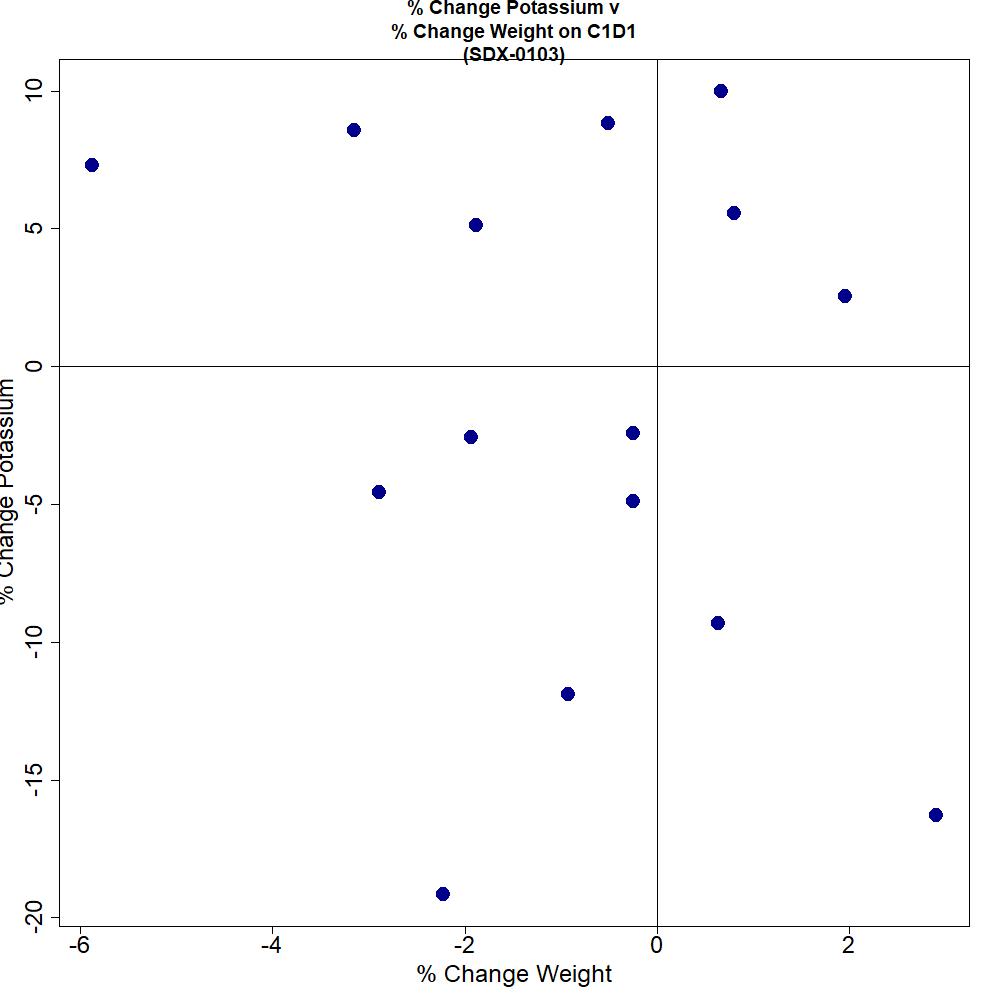 % Change Potassium v
% Change Weight on C1D1
(SDX-0103)
10
5
0
-5
-10
-15
-20
% Change Potassium
-6
-4
-2
0
2
% Change Weight